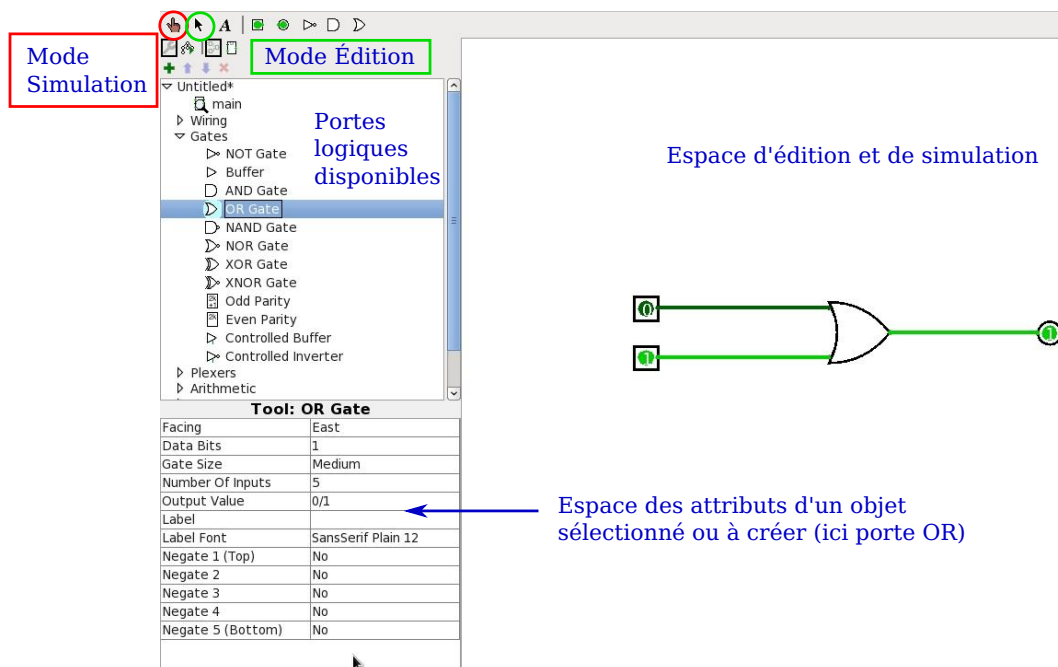 A
Mode
Simulation
Mode Édition
Untitled*
main
Wiring
Gates
NOT Gate
Buffer
AND Gate
OR Gate
NAND Gate
NOR Gate
XOR Gate
XNOR Gate
Odd Parity
Even Parity
Controlled Buffer
Controlled Inverter
Plexers
Arithmetic
Portes
logiques
disponibles
Espace d'édition et de simulation
0
1
1
Tool: OR Gate
Facing East
Data Bits 1
Gate Size Medium
Number Of Inputs 5
Output Value 0/1
Label
Label Font SansSerif Plain 12
Negate 1 (Top) No
Negate 2 No
Negate 3 No
Negate 4 No
Negate 5 (Bottom) No
Espace des attributs d'un objet
sélectionné ou à créer (ici porte OR)